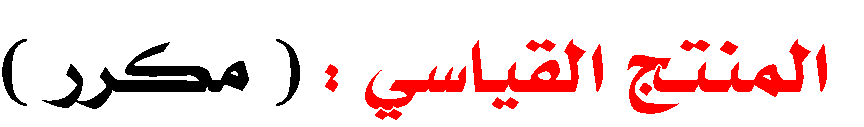 المنتج القياسي : ( مكرر )